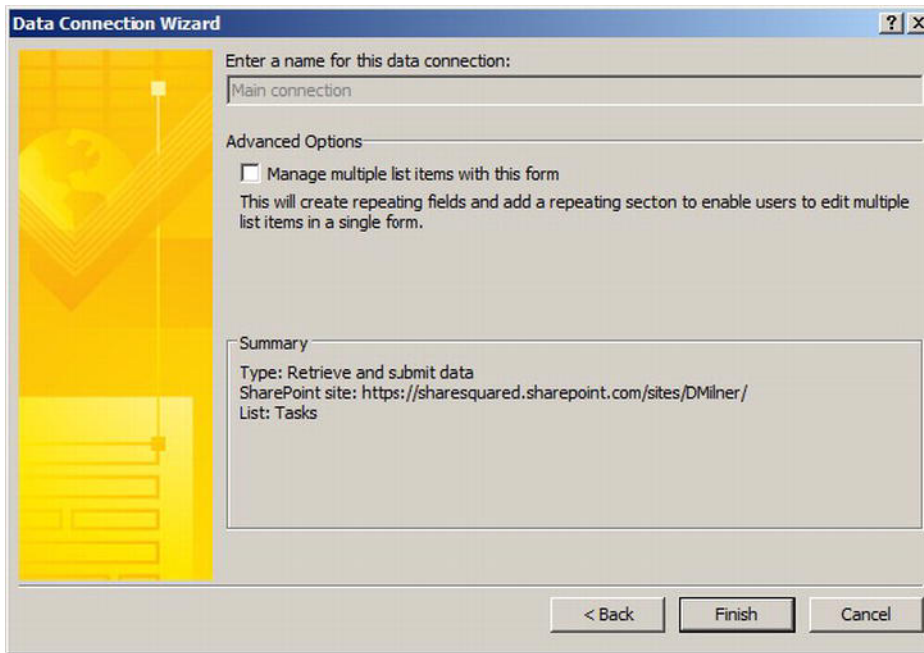 Data Connection Wizard
? X
Enter a name for this data connection:
Main connection
Advanced Options
Manage multiple list items with this form
This will create repeating fields and add a repeating secton to enable users to edit multiple
list items in a single form.
Summary
Type: Retrieve and submit data
SharePoint site: https://sharesquared.sharepoint.com/sites/DMilner/
List: Tasks
< Back Finish Cancel